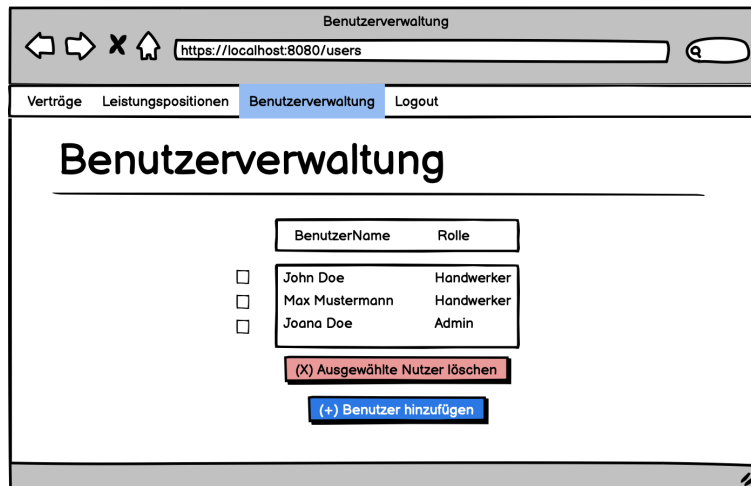 Benutzerverwaltung
https://localhost:8080/users
Verträge Leistungspositionen Benutzerverwaltung Logout
Benutzerverwaltung
BenutzerName Rolle
John Doe Handwerker
Max Mustermann Handwerker
Joana Doe Admin
(X) Ausgewählte Nutzer löschen
(+) Benutzer hinzufügen